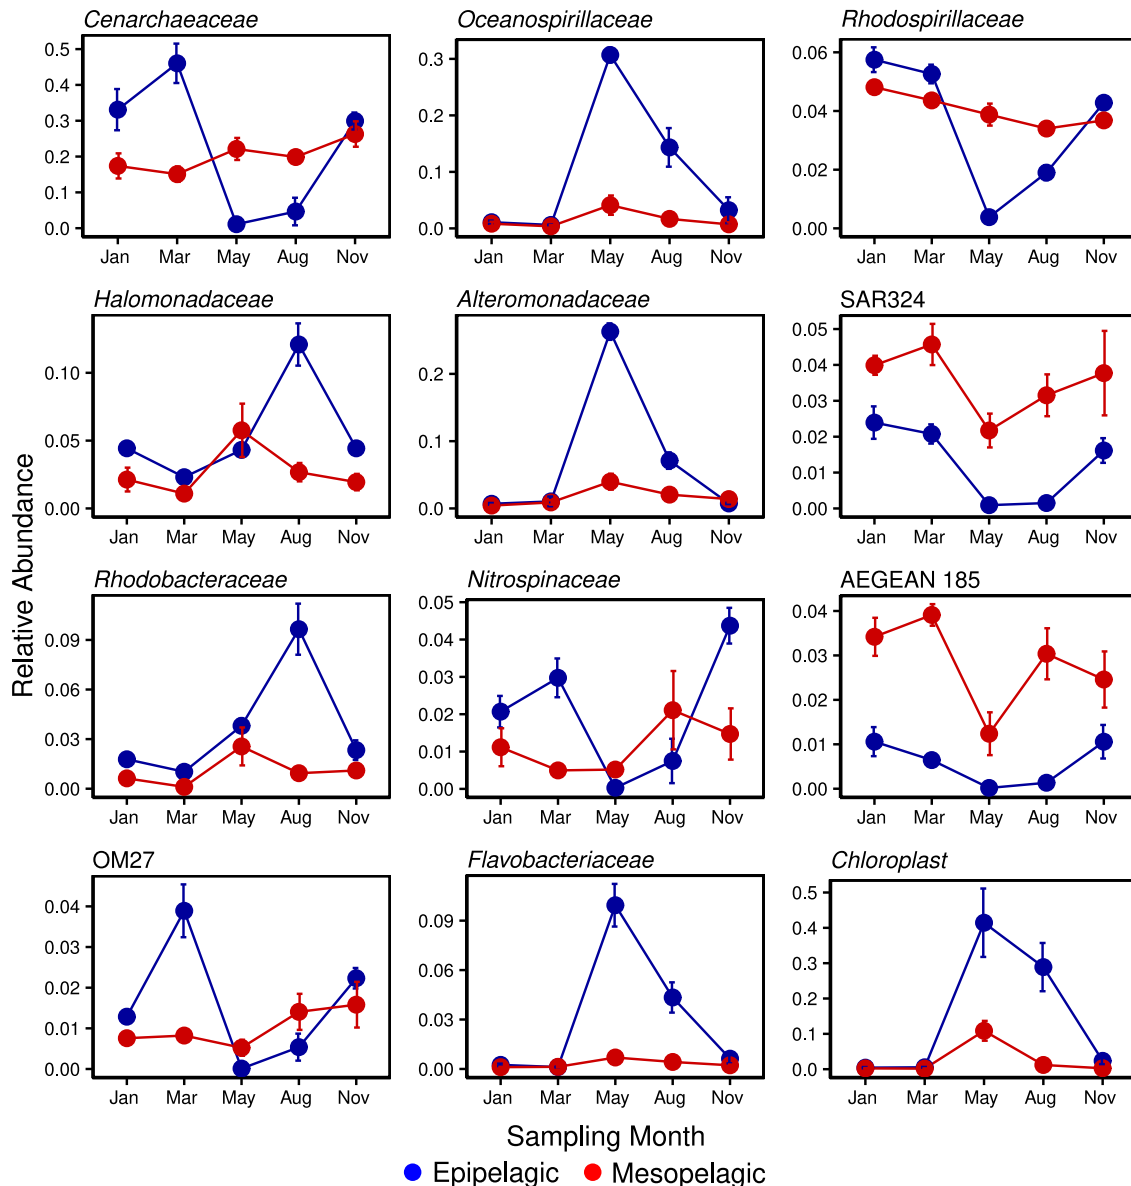 Cenarchaeaceae
Oceanospirillaceae
Rhodospirillaceae
0.5
0.4
0.3
0.2
0.1
0.0
Jan Mar May Aug Nov
0.3
0.2
0.1
0.0
Jan Mar May Aug Nov
0.06
0.04
0.02
0.00
Jan Mar May Aug Nov
Halomonadaceae
Alteromonadaceae
SAR324
0.10
0.05
0.00
Jan Mar May Aug Nov
0.2
0.1
0.0
Jan Mar May Aug Nov
0.05
0.04
0.03
0.02
0.01
0.00
Jan Mar May Aug Nov
Relative Abundance
Rhodobacteraceae
Nitrospinaceae
AEGEAN 185
0.09
0.06
0.03
0.00
Jan Mar May Aug Nov
0.05
0.04
0.03
0.02
0.01
0.00
Jan Mar May Aug Nov
0.04
0.03
0.02
0.01
0.00
Jan Mar May Aug Nov
OM27
Flavobacteriaceae
Chloroplast
0.04
0.03
0.02
0.01
0.00
Jan Mar May Aug Nov
0.09
0.06
0.03
0.00
Jan Mar May Aug Nov
0.5
0.4
0.3
0.2
0.1
0.0
Jan Mar May Aug Nov
Sampling Month
Epipelagic Mesopelagic